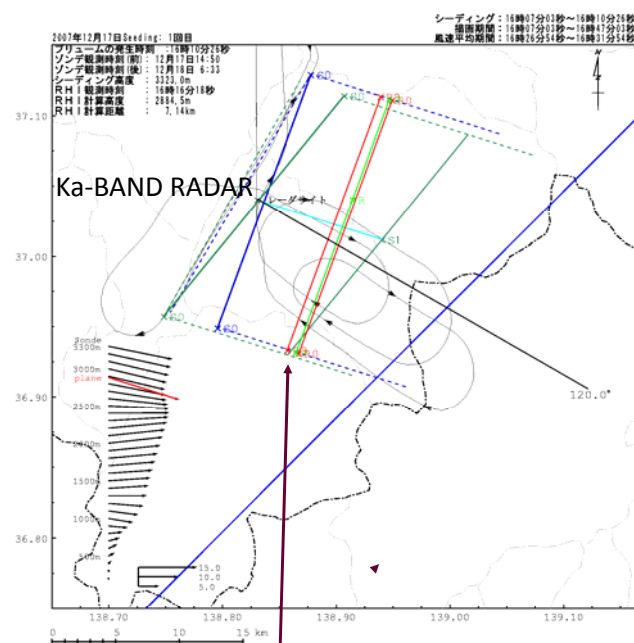 2007年12月17日Seeding: 1回目
シーディング：16時07分03秒～16時10分26秒
描画期間：16時07分03秒～16時47分03秒
風速平均期間：16時26分54秒～16時31分54秒
プリュームの発生時刻 :16時10分26秒
ゾンデ観測時刻(前) : 12月17日14:50
ゾンデ観測時刻(後) : 12月18日 6:33
シーディング高度 : 3323.0m
ＲＨＩ観測時刻 : 16時16分18秒
ＲＨＩ計算高度 : 2884.5m
ＲＨＩ計算距離 : 7.14km
N
37.10
37.00
36.90
36.80
Ka-BAND RADAR
レーダサイト
S1
S0
S0
S0
S0
120.0°
Sonde
3300m
3000m
plane
2500m
2000m
1500m
1000m
500m
15.0
10.0
5.0
138.70
138.80
138.90
139.00
139.10
0
5
10
15 km